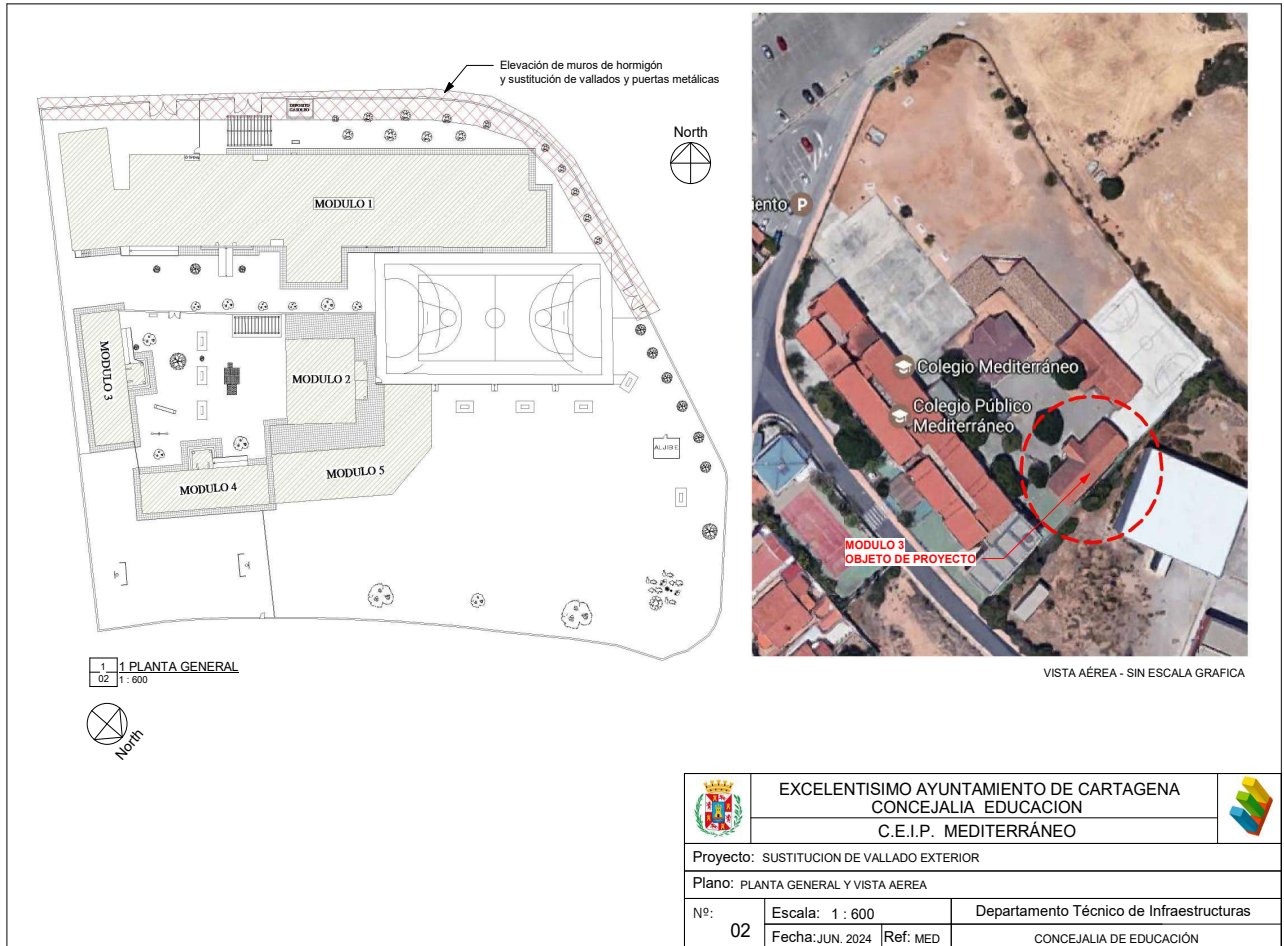 Elevación de muros de hormigón
y sustitución de vallados y puertas metálicas
DEPOSITO
GASOLEO
North
MODULO 1
MODULO 3
MODULO 2
MODULO 5
MODULO 4
ALJIBE
1
02
1 PLANTA GENERAL
1 : 600
North
iento P
Colegio Mediterráneo
Colegio Público
Mediterráneo
MODULO 3
OBJETO DE PROYECTO
VISTA AÉREA - SIN ESCALA GRAFICA
EXCELENTISIMO AYUNTAMIENTO DE CARTAGENA
CONCEJALIA EDUCACION
C.E.I.P. MEDITERRÁNEO
Proyecto: SUSTITUCION DE VALLADO EXTERIOR
Plano: PLANTA GENERAL Y VISTA AEREA
Nº: 02
Escala: 1 : 600
Departamento Técnico de Infraestructuras
Fecha: JUN. 2024 Ref: MED
CONCEJALIA DE EDUCACIÓN